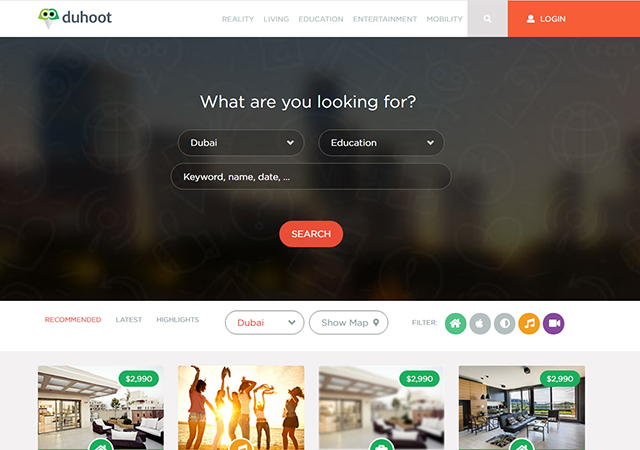 duhoot
REALITY LIVING EDUCATION ENTERTAINMENT MOBILITY LOGIN
What are you looking for?
Dubai Education
Keyword, name, date, ...
SEARCH
RECOMMENDED LATEST HIGHLIGHTS Dubai Show Map FILTER:
$2,990 $2,990 $2,990